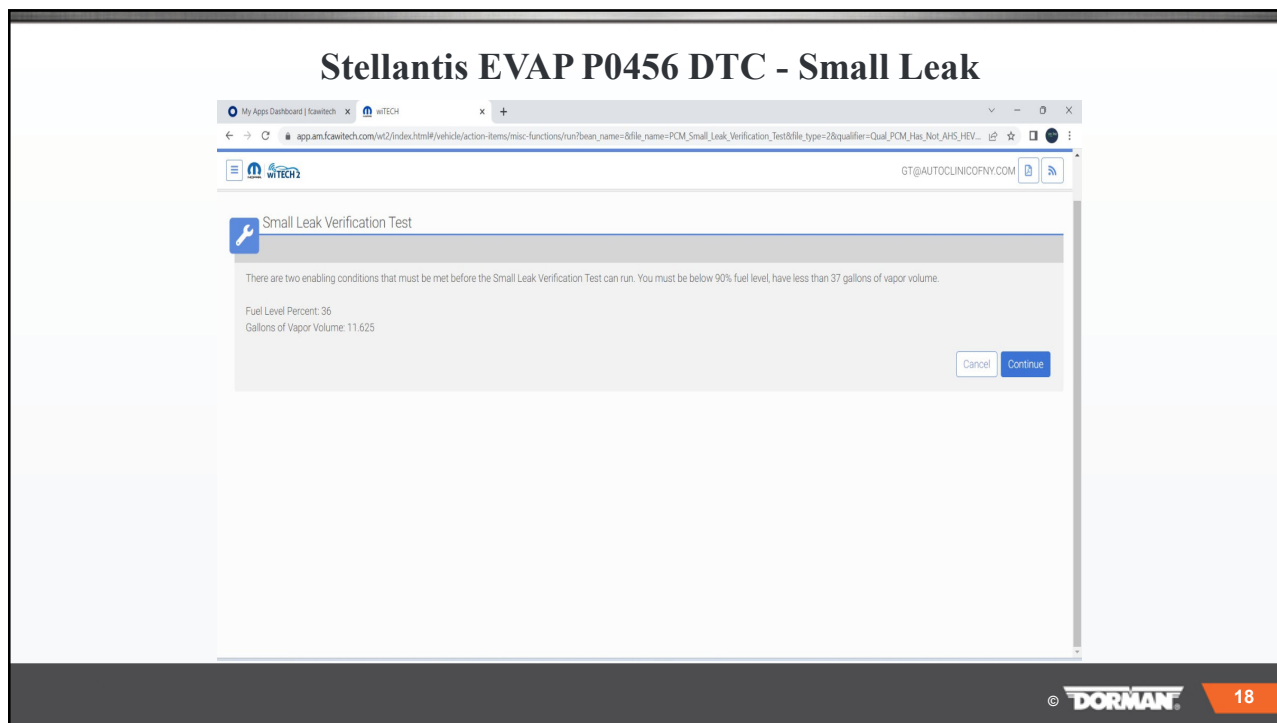 Stellantis EVAP P0456 DTC - Small Leak
My Apps Dashboard | fcawitech x wiTECH x +
app.am.fcawitech.com/wt2/index.html#/vehicle/action-items/misc-functions/run?bean_name=&file_name=PCM_Small_Leak_Verification_Test&file_type=2&qualifier=Qual_PCM_Has_Not_AHS_HEV...
wiTECH2 GT@AUTOCLINICOFNY.COM
Small Leak Verification Test
There are two enabling conditions that must be met before the Small Leak Verification Test can run. You must be below 90% fuel level, have less than 37 gallons of vapor volume.
Fuel Level Percent: 36
Gallons of Vapor Volume: 11.625
Cancel Continue
© DORMAN® 18